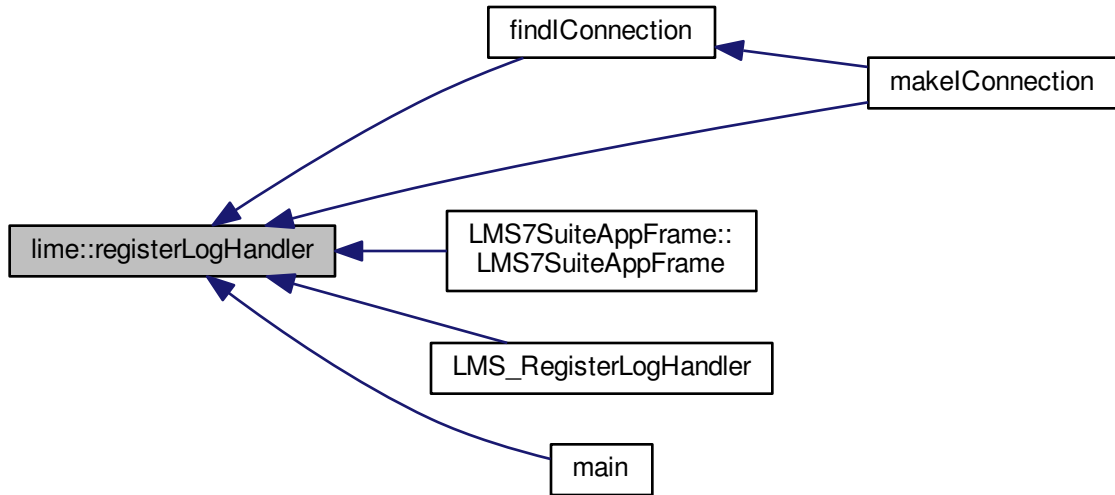 findIConnection
makeIConnection
lime::registerLogHandler
LMS7SuiteAppFrame::
LMS7SuiteAppFrame
LMS_RegisterLogHandler
main